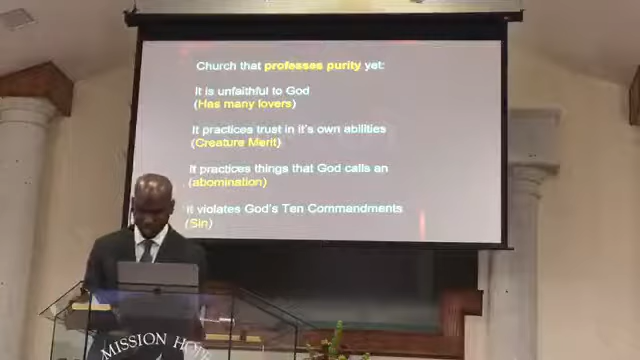 Church that professes purity yet:
It is unfaithful to God
(Has many lovers)
It practices trust in it's own abilities
(Creature Merit)
It practices things that God calls an
(abomination)
It violates God's Ten Commandments
(Sin)
MISSION HOPE